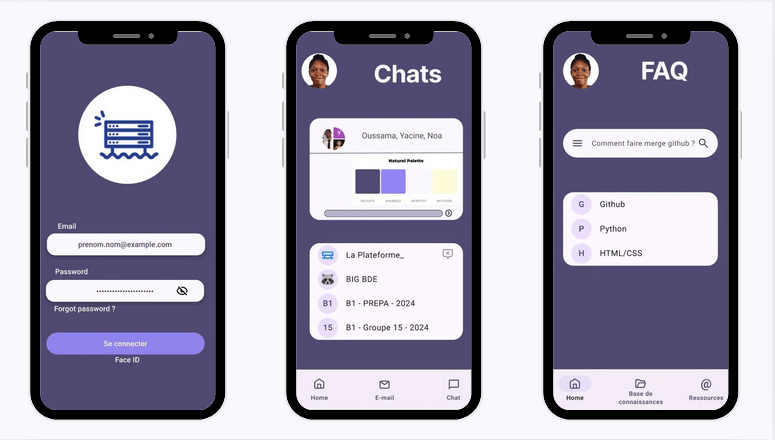 Email
prenom.nom@example.com
Password
Forgot password ?
Se connecter
Face ID
Chats
Y
Oussama, Yacine, Noa
Natural Palette
La Plateforme_
BIG BDE
B1 B1 - PREPA - 2024
15 B1 - Groupe 15 - 2024
Home E-mail Chat
FAQ
Comment faire merge github ?
G Github
P Python
H HTML/CSS
Home Base de connaissances @ Ressources